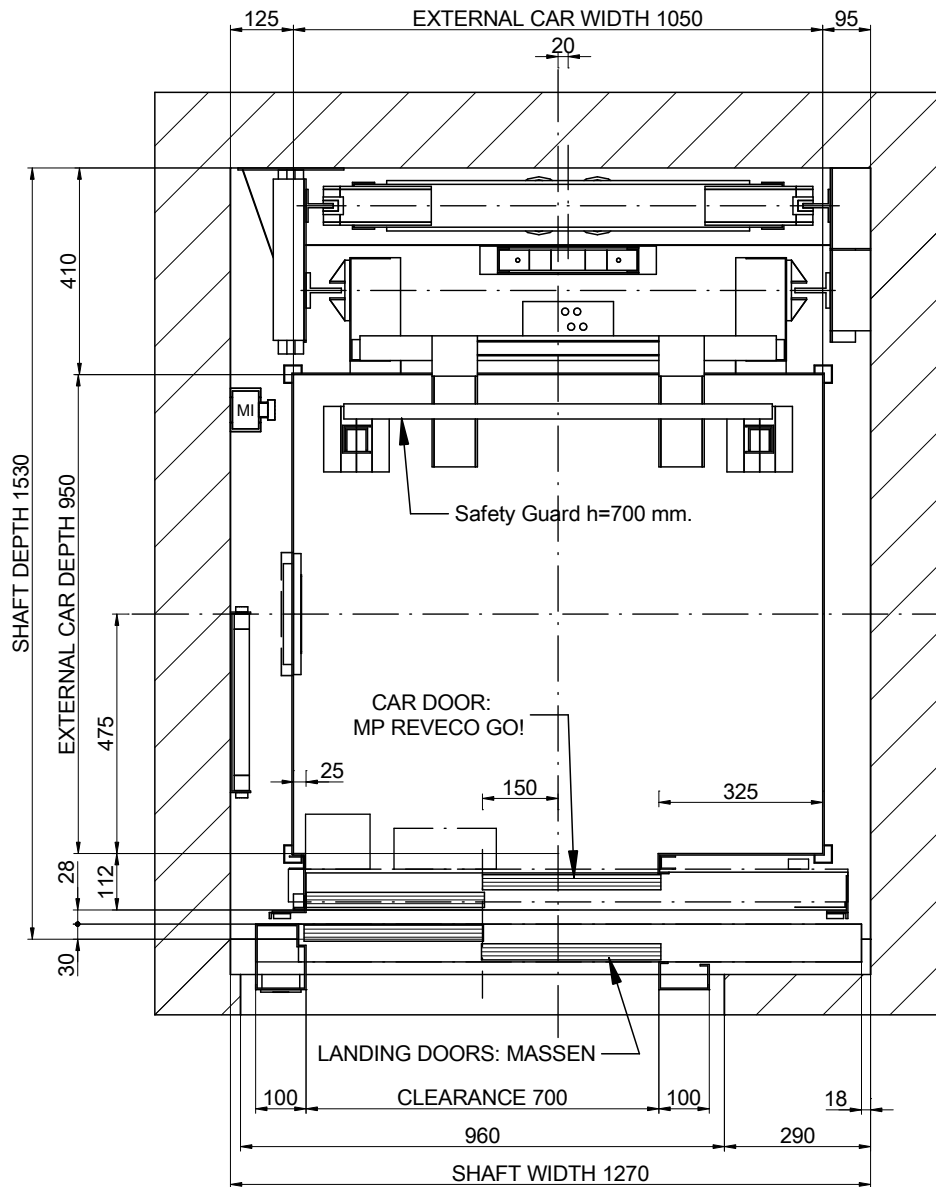 125
EXTERNAL CAR WIDTH 1050
95
20
410
SHAFT DEPTH 1530
EXTERNAL CAR DEPTH 950
MI
Safety Guard h=700 mm.
475
CAR DOOR:
MP REVECO GO!
25
150
325
28
112
30
LANDING DOORS: MASSEN
100
CLEARANCE 700
100
18
960
290
SHAFT WIDTH 1270